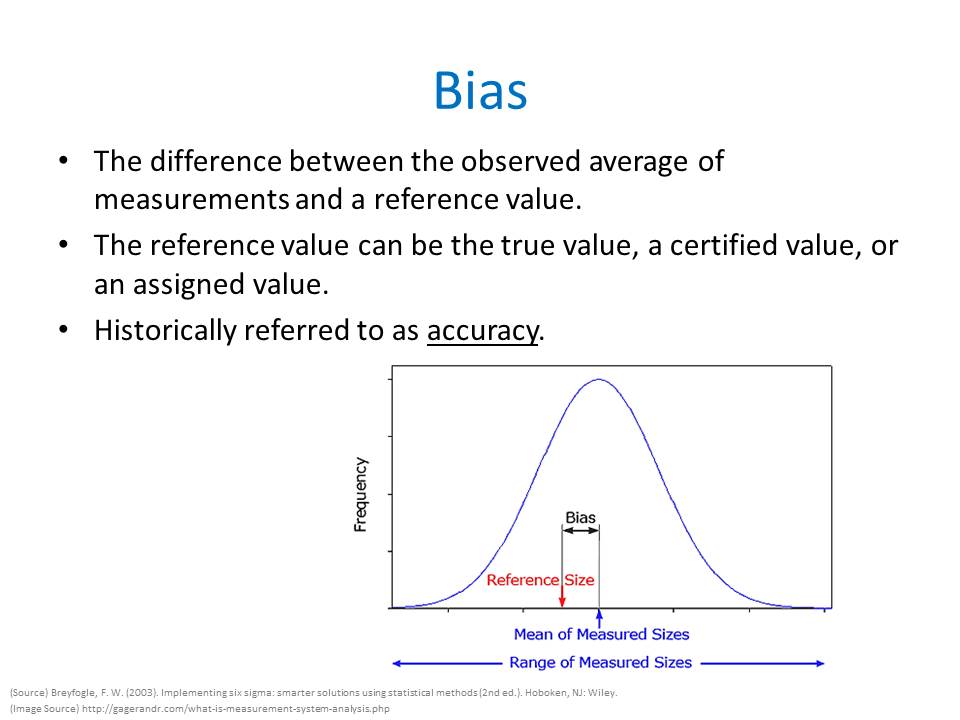 Bias
• The difference between the observed average of
measurements and a reference value.
• The reference value can be the true value, a certified value, or
an assigned value.
• Historically referred to as accuracy.
Frequency
Bias
Reference Size
Mean of Measured Sizes
Range of Measured Sizes
(Source) Breyfogle, F. W. (2003). Implementing six sigma: smarter solutions using statistical methods (2nd ed.). Hoboken, NJ: Wiley.
(Image Source) http://gagerandr.com/what-is-measurement-system-analysis.php